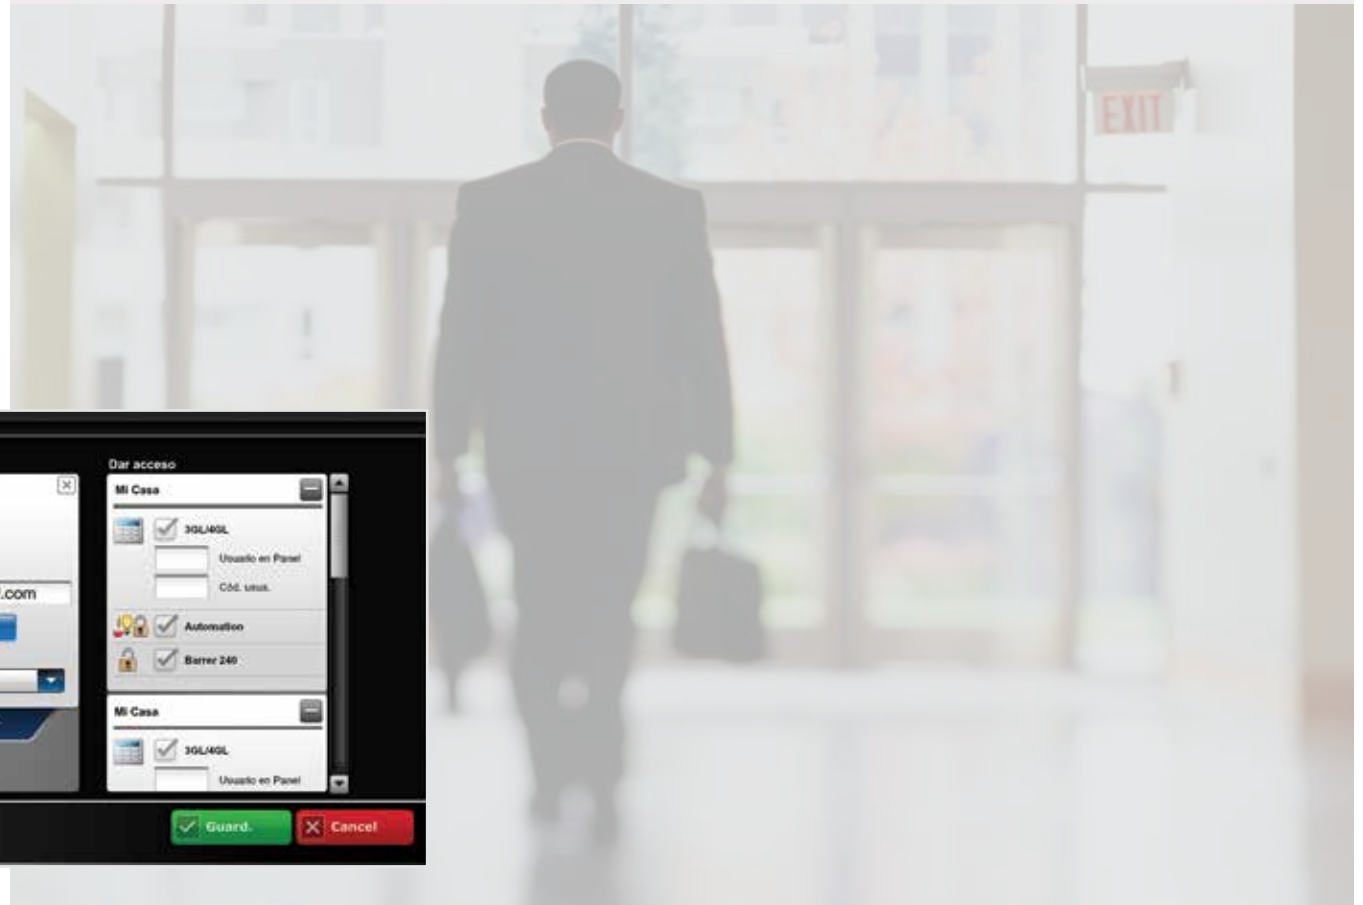 EXIT
Dar acceso
Mi Casa
3GL/4GL
Usuario en Panel
Cód. usua.
.com
Automation
Barrer 240
Mi Casa
3GL/4GL
Usuario en Panel
Guard.
Cancel